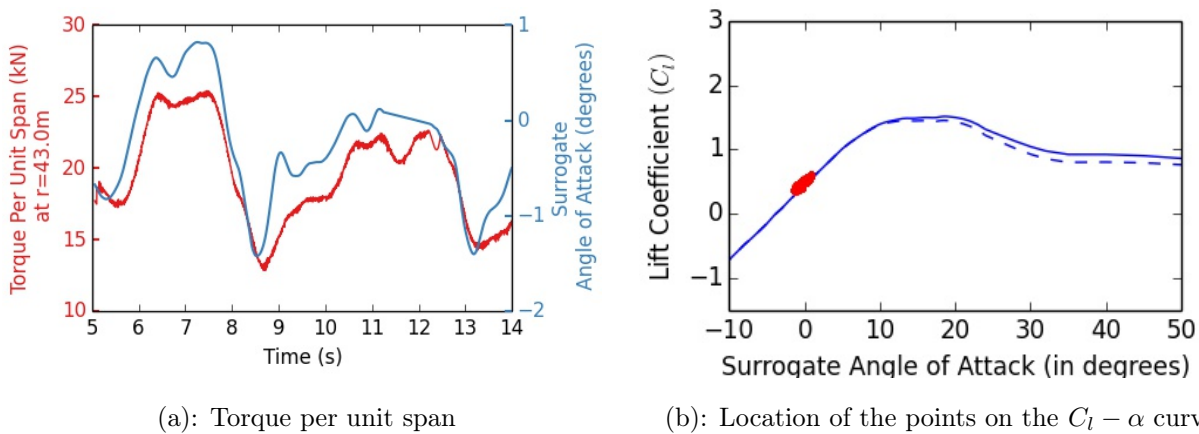 Torque Per Unit Span (kN)
at r=43.0m
30
25
20
15
10
5 6 7 8 9 10 11 12 13 14
Time (s)
1
0
−1
−2
Surrogate
Angle of Attack (degrees)
(a): Torque per unit span
Lift Coefficient (C_l)
3
2
1
0
−1
−10 0 10 20 30 40 50
Surrogate Angle of Attack (in degrees)
(b): Location of the points on the C_l − α curv